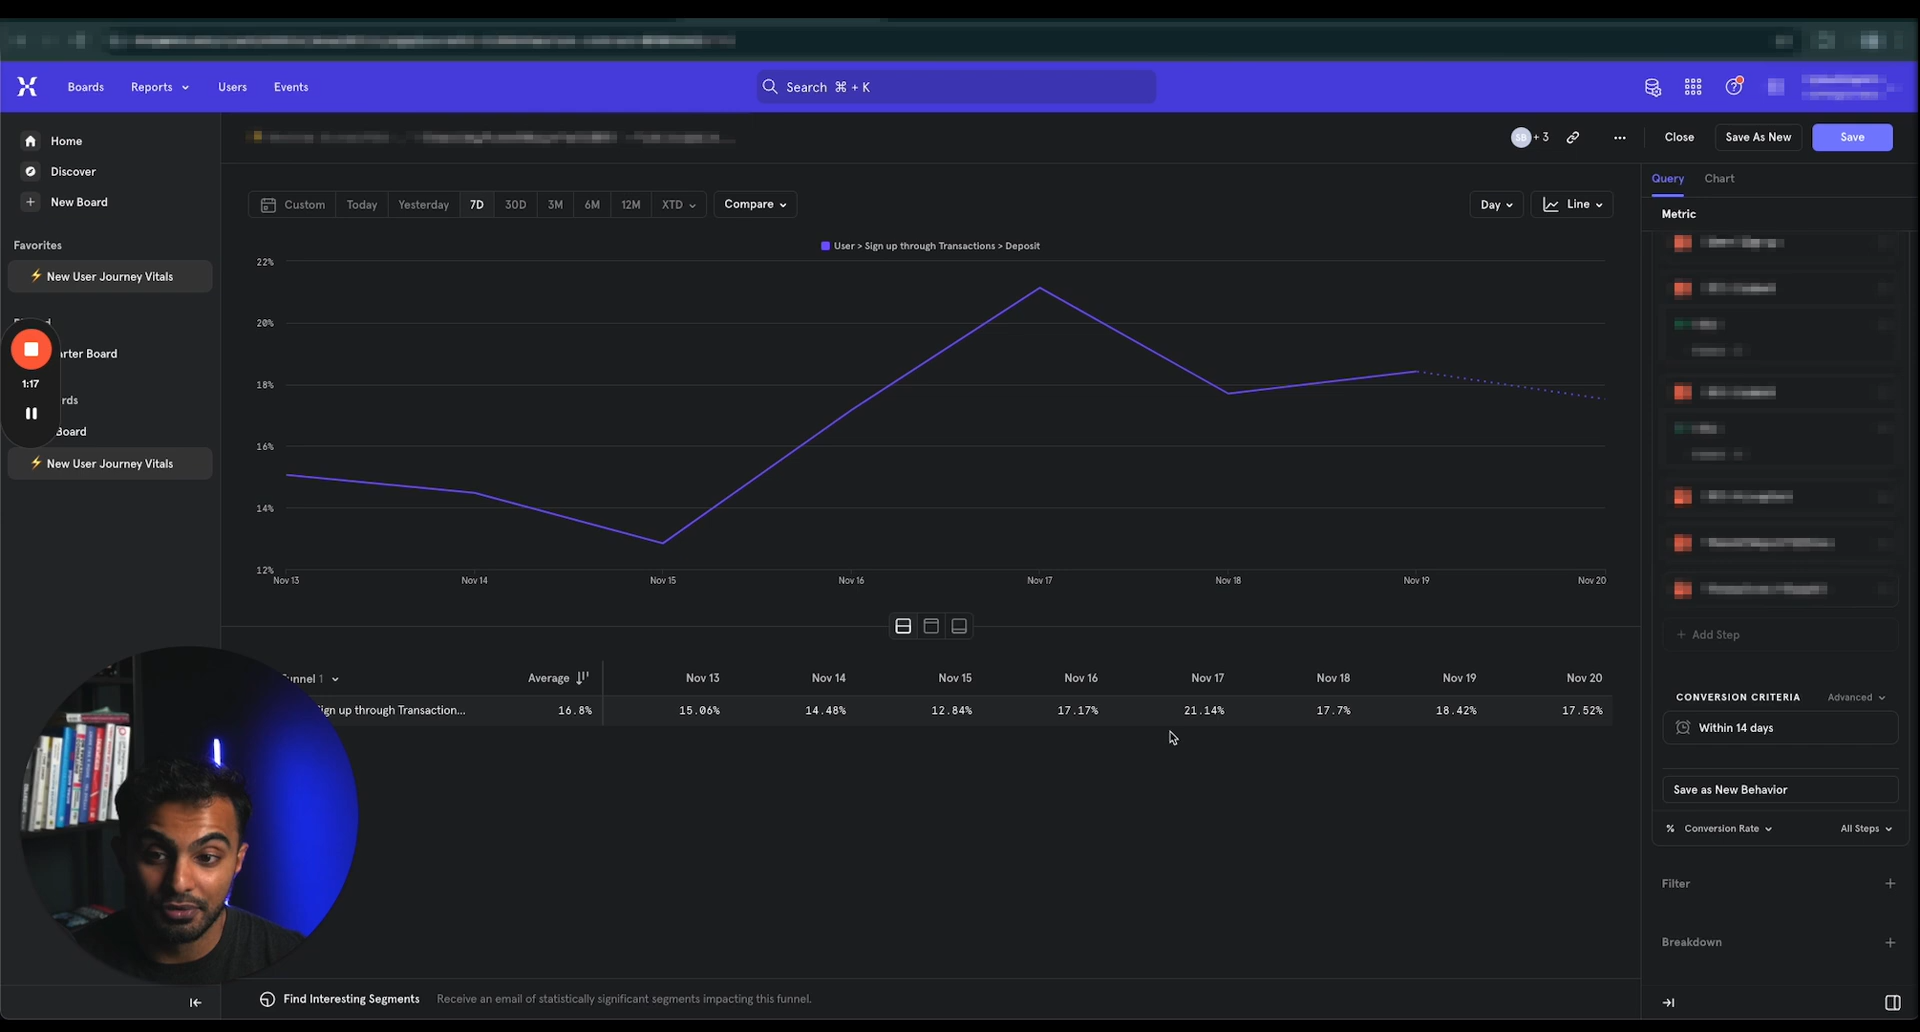 Boards
Reports
Users
Events
Search ⌘ + K
Home
Discover
New Board
Favorites
⚡ New User Journey Vitals
1:17
arter Board
rds
Board
⚡ New User Journey Vitals
+ 3
Close
Save As New
Save
Custom
Today
Yesterday
7D
30D
3M
6M
12M
XTD
Compare
Day
Line
User > Sign up through Transactions > Deposit
22%
20%
18%
16%
14%
12%
Nov 13
Nov 14
Nov 15
Nov 16
Nov 17
Nov 18
Nov 19
Nov 20
unnel 1
Average
Nov 13
Nov 14
Nov 15
Nov 16
Nov 17
Nov 18
Nov 19
Nov 20
ign up through Transaction...
16.8%
15.06%
14.48%
12.84%
17.17%
21.14%
17.7%
18.42%
17.52%
Find Interesting Segments
Receive an email of statistically significant segments impacting this funnel.
Query
Chart
Metric
+ Add Step
CONVERSION CRITERIA
Advanced
Within 14 days
Save as New Behavior
% Conversion Rate
All Steps
Filter
+
Breakdown
+